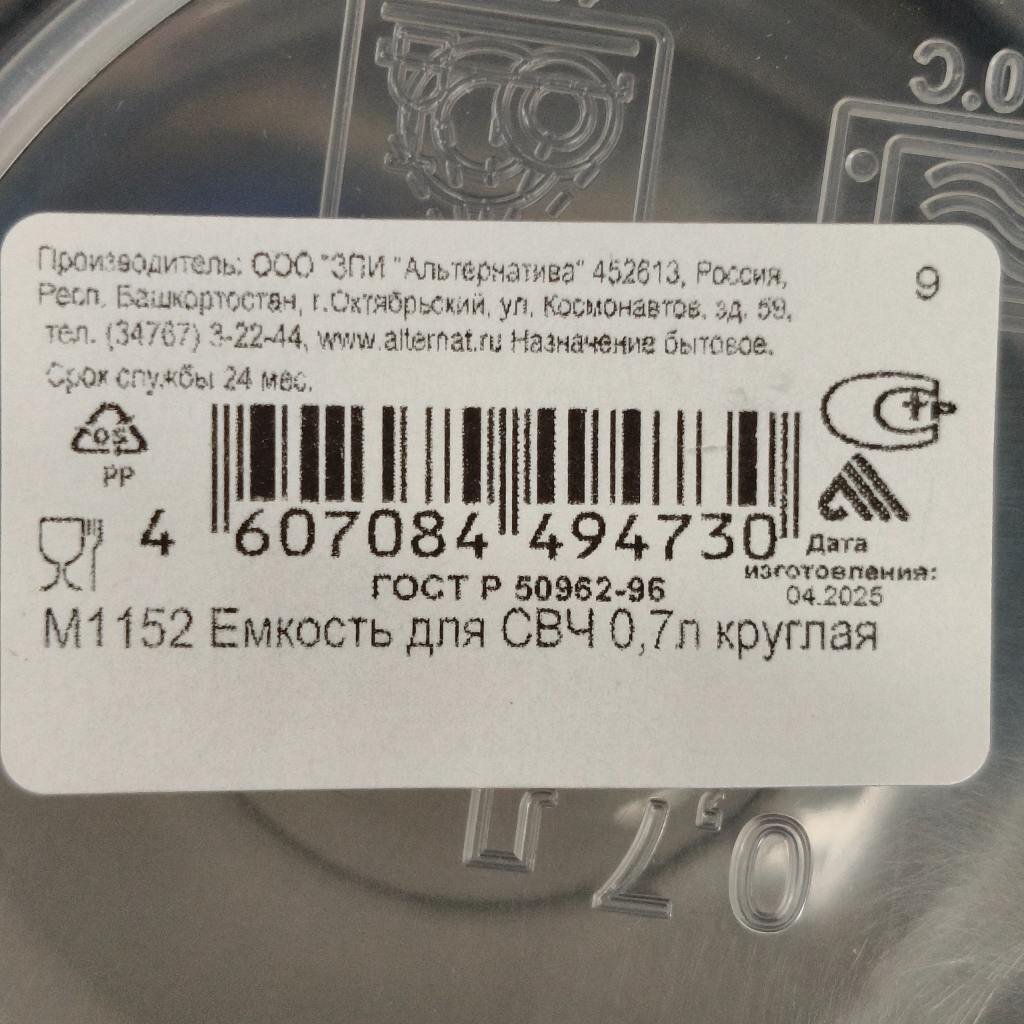 0.C
Производитель: ООО "ЗПИ "Альтернатива" 452613, Россия,
Респ. Башкортостан, г.Октябрьский, ул. Космонавтов, зд. 59,
тел. (34767) 3-22-44, www.alternat.ru Назначение бытовое.
Срок службы 24 мес.
9
05
PP
4 607084 494730
Дата
изготовления:
04.2025
ГОСТ Р 50962-96
М1152 Емкость для СВЧ 0,7л круглая
0,7 Л